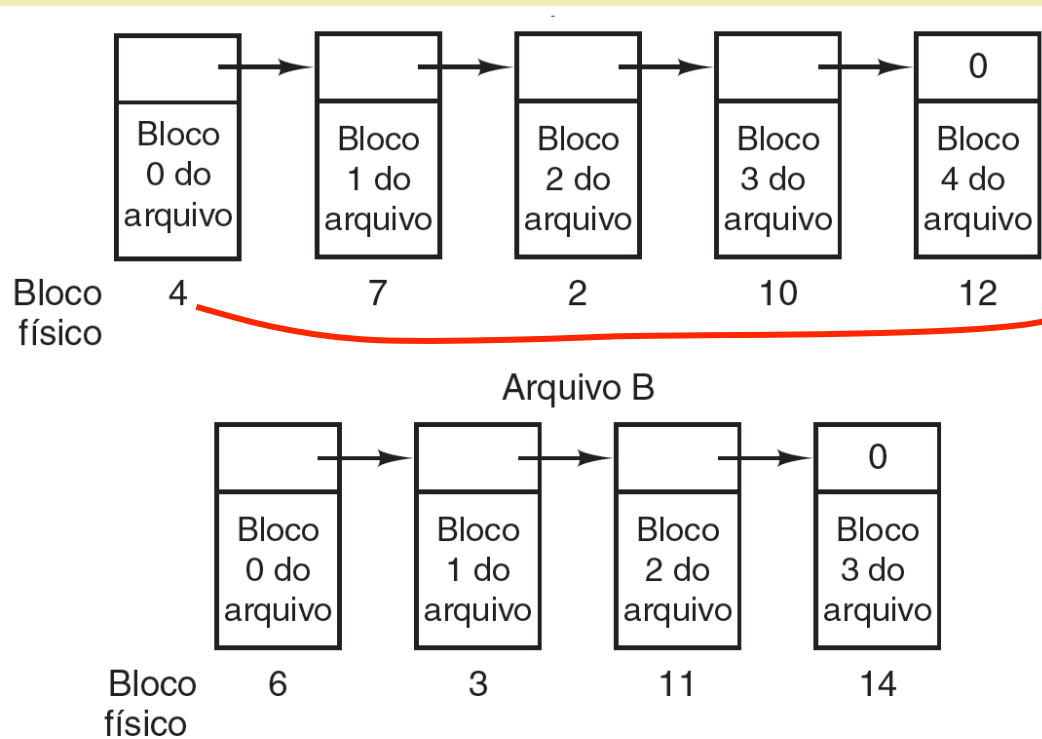 0
Bloco
0 do
arquivo
Bloco
1 do
arquivo
Bloco
2 do
arquivo
Bloco
3 do
arquivo
Bloco
4 do
arquivo
Bloco
físico
4 7 2 10 12
Arquivo B
0
Bloco
0 do
arquivo
Bloco
1 do
arquivo
Bloco
2 do
arquivo
Bloco
3 do
arquivo
Bloco
físico
6 3 11 14